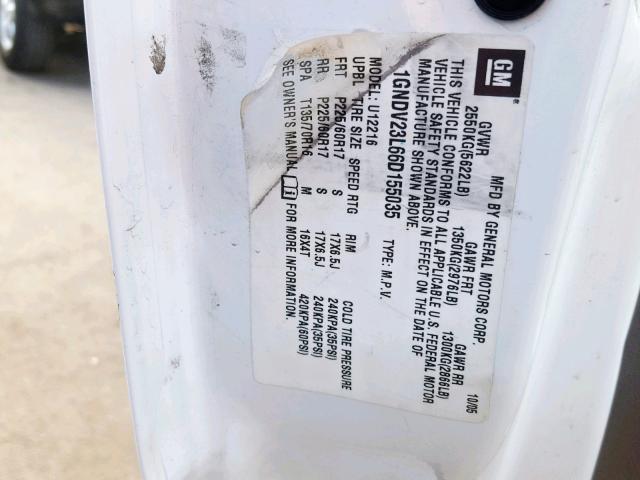 GM
MFD BY GENERAL MOTORS CORP. 10/05
GVWR GAWR FRT GAWR RR
2550KG(5622LB) 1350KG(2976LB) 1300KG(2866LB)
THIS VEHICLE CONFORMS TO ALL APPLICABLE U.S. FEDERAL MOTOR
VEHICLE SAFETY STANDARDS IN EFFECT ON THE DATE OF
MANUFACTURE SHOWN ABOVE.
1GNDV23L66D155035 TYPE: M.P.V.
MODEL: U12216
UPBL TIRE SIZE SPEED RTG RIM COLD TIRE PRESSURE
FRT P225/60R17 S 17X6.5J 240KPA(35PSI)
RR P225/60R17 S 17X6.5J 240KPA(35PSI)
SPA T135/70R16 M 16X4T 420KPA(60PSI)
SEE OWNER'S MANUAL FOR MORE INFORMATION.